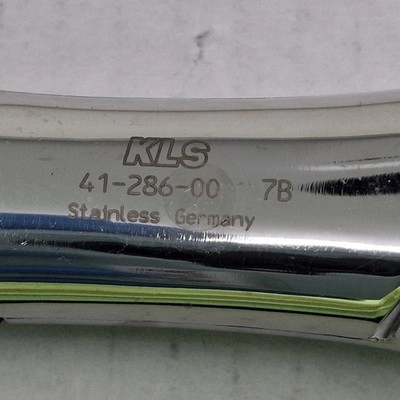 KLS
41-286-00 7B
Stainless Germany